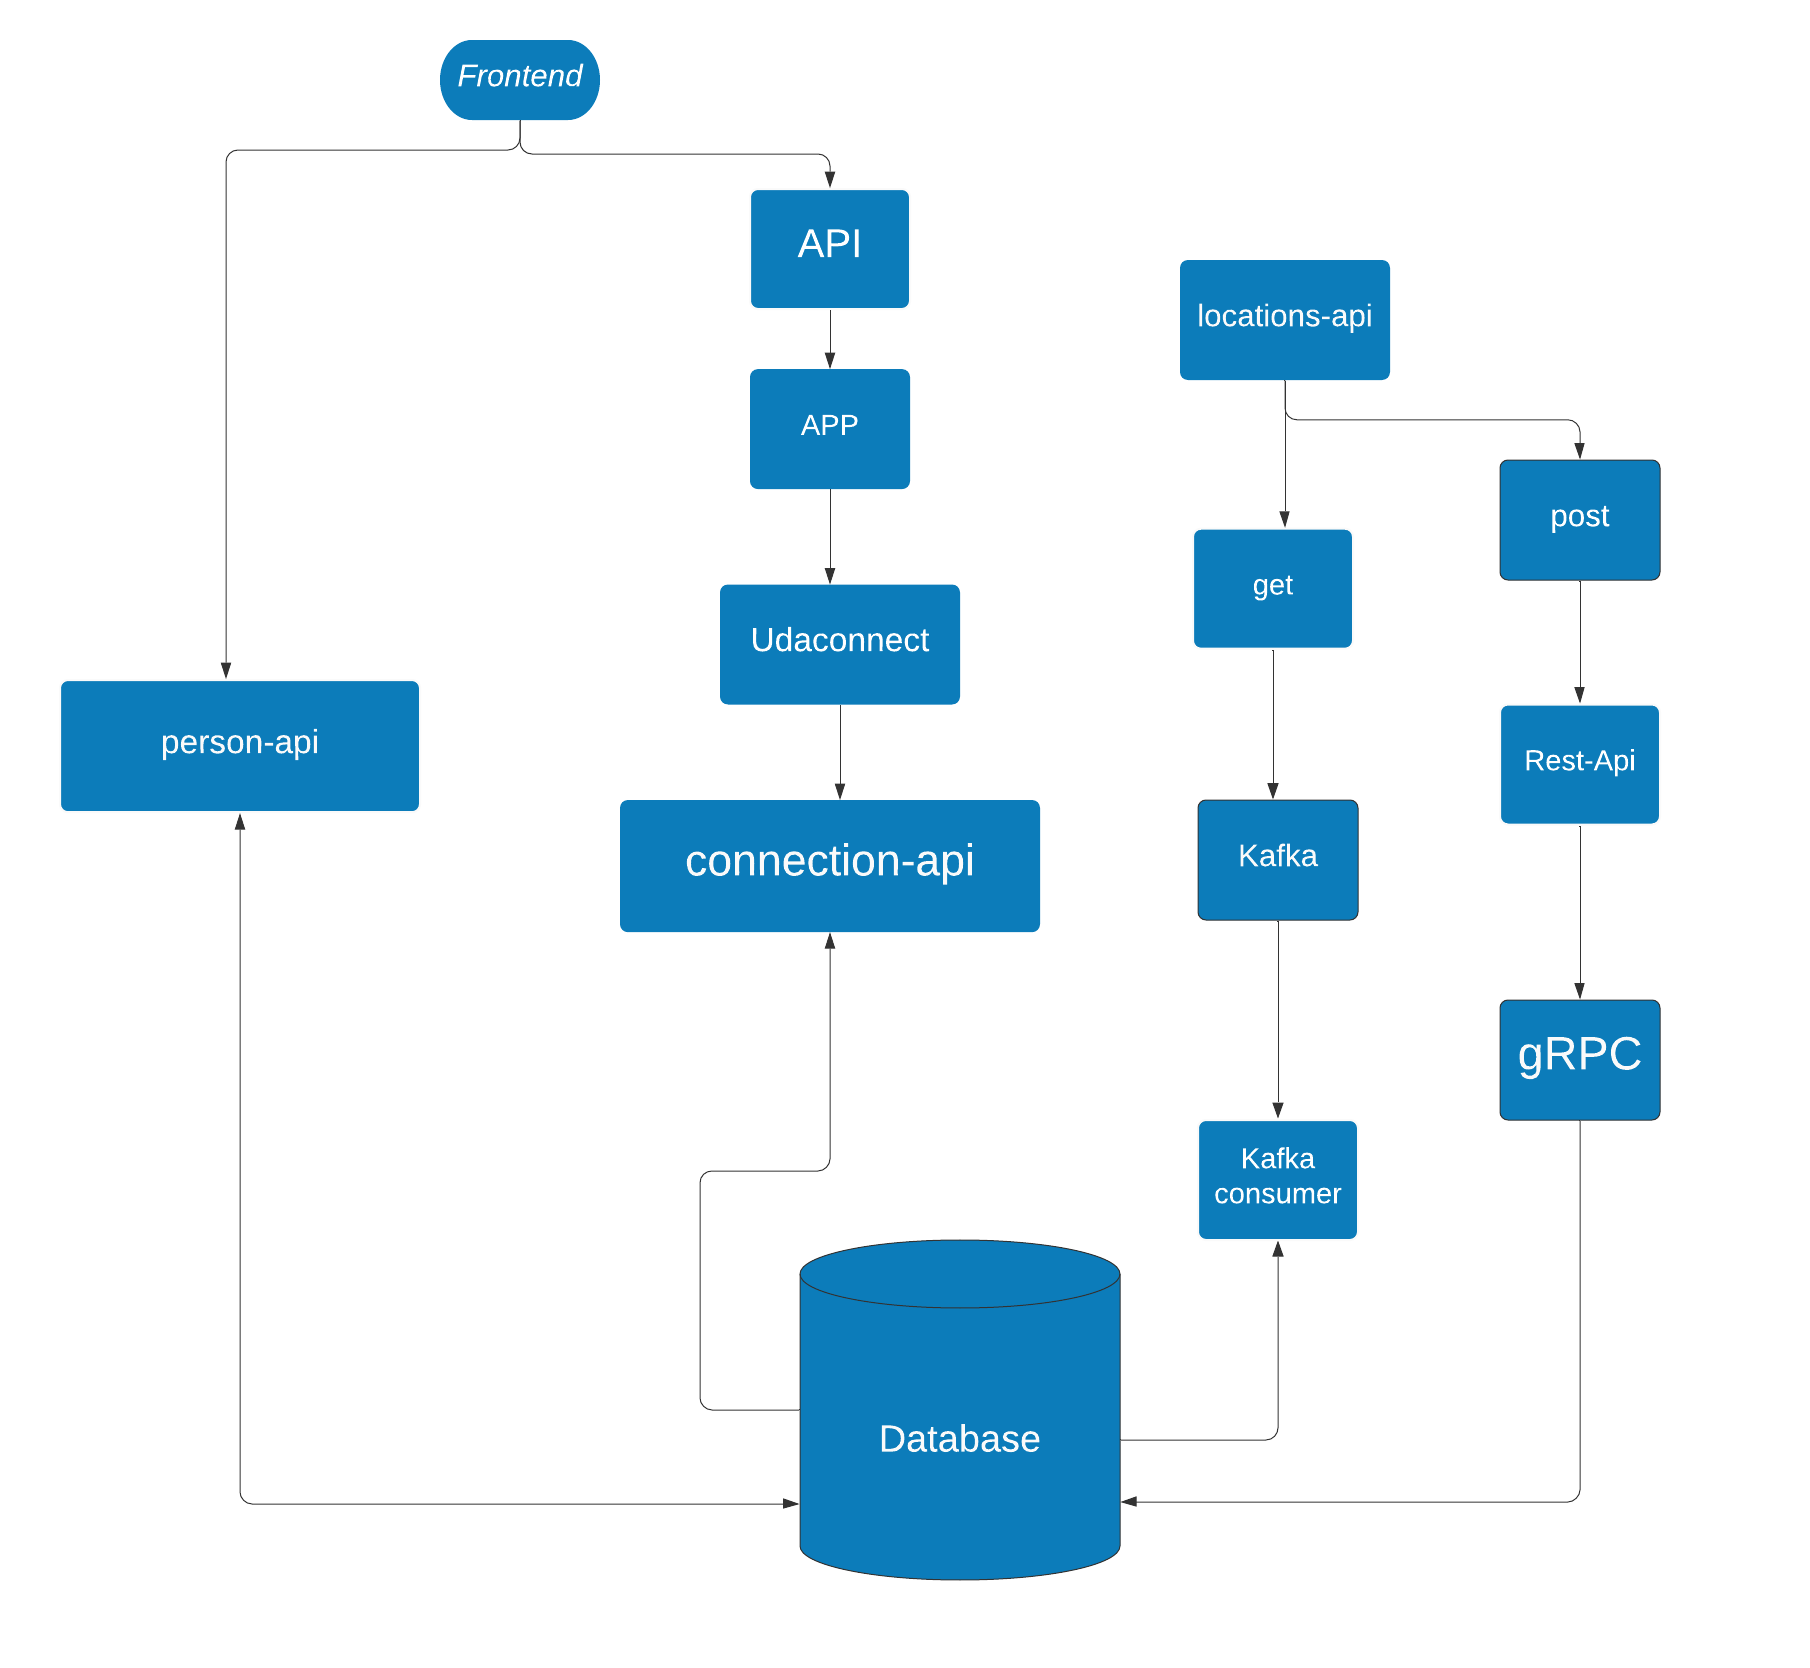 Frontend
API
locations-api
APP
post
get
Udaconnect
person-api
Rest-Api
connection-api
Kafka
gRPC
Kafka
consumer
Database